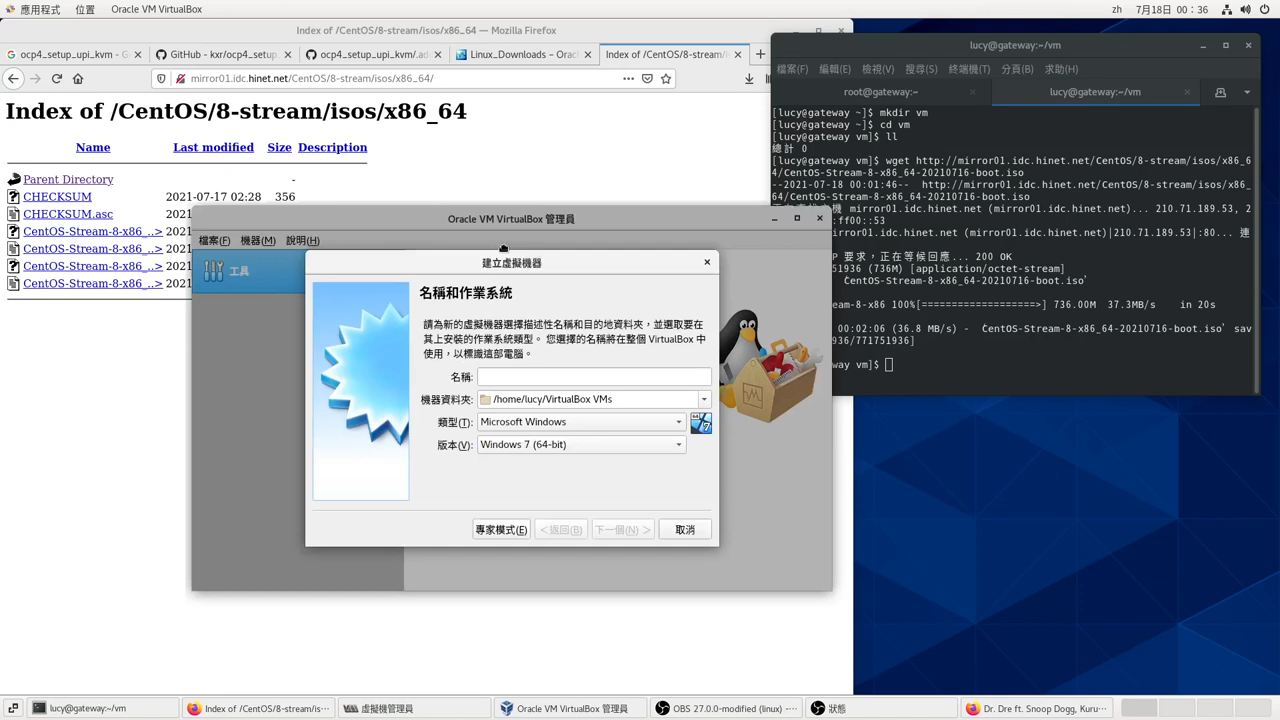 應用程式 位置 Oracle VM VirtualBox zh 7月18日 00：36
Index of /CentOS/8-stream/isos/x86_64 — Mozilla Firefox
ocp4_setup_upi_kvm - G GitHub - kxr/ocp4_setup. ocp4_setup_upi_kvm/.ad Linux_Downloads – Orac Index of /CentOS/8-stream/
mirror01.idc.hinet.net/CentOS/8-stream/isos/x86_64/
Index of /CentOS/8-stream/isos/x86_64
Name Last modified Size Description
Parent Directory -
CHECKSUM 2021-07-17 02:28 356
CHECKSUM.asc 2021-
CentOS-Stream-8-x86_..> 2021-
CentOS-Stream-8-x86_..> 2021-
CentOS-Stream-8-x86_..> 2021-
CentOS-Stream-8-x86_..> 2021-
lucy@gateway:~/vm
檔案(F) 編輯(E) 檢視(V) 搜尋(S) 終端機(T) 分頁(B) 求助(H)
root@gateway:~ lucy@gateway:~/vm
[lucy@gateway ~]$ mkdir vm
[lucy@gateway ~]$ cd vm
[lucy@gateway vm]$ ll
總計 0
[lucy@gateway vm]$ wget http://mirror01.idc.hinet.net/CentOS/8-stream/isos/x86_6
4/CentOS-Stream-8-x86_64-20210716-boot.iso
--2021-07-18 00:01:46-- http://mirror01.idc.hinet.net/CentOS/8-stream/isos/x86_
64/CentOS-Stream-8-x86_64-20210716-boot.iso
mirror01.idc.hinet.net (mirror01.idc.hinet.net)... 210.71.189.53, 2
:ff00::53
irror01.idc.hinet.net (mirror01.idc.hinet.net)|210.71.189.53|:80... 連
P 要求，正在等候回應... 200 OK
51936 (736M) [application/octet-stream]
CentOS-Stream-8-x86_64-20210716-boot.iso’
ream-8-x86 100%[===================>] 736.00M 37.3MB/s in 20s
00:02:06 (36.8 MB/s) - CentOS-Stream-8-x86_64-20210716-boot.iso’ sav
936/771751936]
way vm]$
Oracle VM VirtualBox 管理員
檔案(F) 機器(M) 說明(H)
工具
建立虛擬機器
名稱和作業系統
請為新的虛擬機器選擇描述性名稱和目的地資料夾，並選取要在
其上安裝的作業系統類型。 您選擇的名稱將在整個 VirtualBox 中
使用，以標識這部電腦。
名稱:
機器資料夾: /home/lucy/VirtualBox VMs
類型(T): Microsoft Windows
版本(V): Windows 7 (64-bit)
專家模式(E) <返回(B) 下一個(N) > 取消
lucy@gateway:~/vm Index of /CentOS/8-stream/is... 虛擬機管理員 Oracle VM VirtualBox 管理員 OBS 27.0.0-modified (linux) -... 狀態 Dr. Dre ft. Snoop Dogg, Kuru...